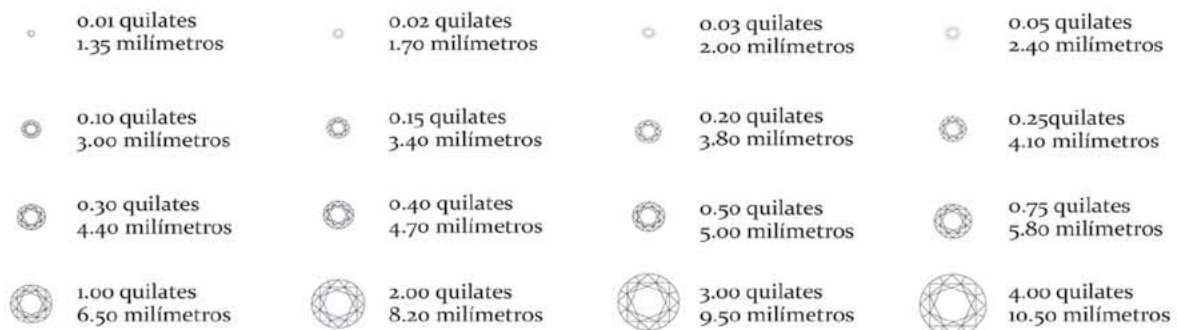 0.01 quilates
1.35 milímetros
0.02 quilates
1.70 milímetros
0.03 quilates
2.00 milímetros
0.05 quilates
2.40 milímetros
0.10 quilates
3.00 milímetros
0.15 quilates
3.40 milímetros
0.20 quilates
3.80 milímetros
0.25quilates
4.10 milímetros
0.30 quilates
4.40 milímetros
0.40 quilates
4.70 milímetros
0.50 quilates
5.00 milímetros
0.75 quilates
5.80 milímetros
1.00 quilates
6.50 milímetros
2.00 quilates
8.20 milímetros
3.00 quilates
9.50 milímetros
4.00 quilates
10.50 milímetros